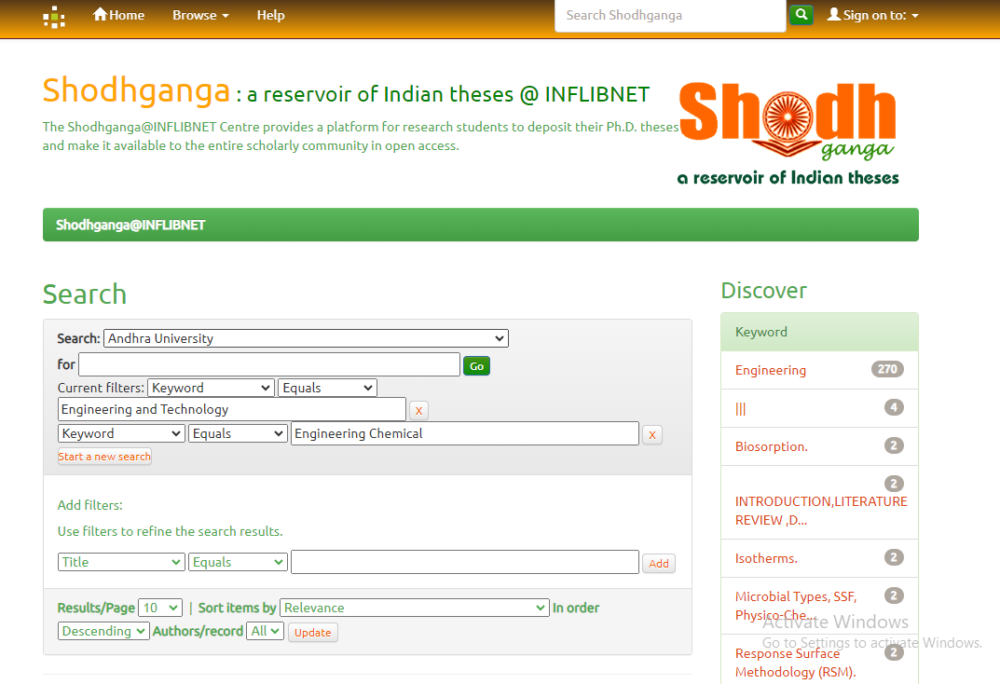 Home Browse Help Search Shodhganga Sign on to:
Shodhganga : a reservoir of Indian theses @ INFLIBNET
The Shodhganga@INFLIBNET Centre provides a platform for research students to deposit their Ph.D. theses
and make it available to the entire scholarly community in open access.
Shodh
ganga
a reservoir of Indian theses
Shodhganga@INFLIBNET
Search
Search: Andhra University
for Go
Current filters: Keyword Equals
Engineering and Technology X
Keyword Equals Engineering Chemical X
Start a new search
Add filters:
Use filters to refine the search results.
Title Equals Add
Results/Page 10 | Sort items by Relevance In order
Descending Authors/record All Update
Discover
Keyword
Engineering 270
||| 4
Biosorption. 2
2
INTRODUCTION,LITERATURE
REVIEW ,D...
Isotherms. 2
Microbial Types, SSF, 2
Physico-Che...
Response Surface 2
Methodology (RSM).
Activate Windows
Go to Settings to activate Windows.